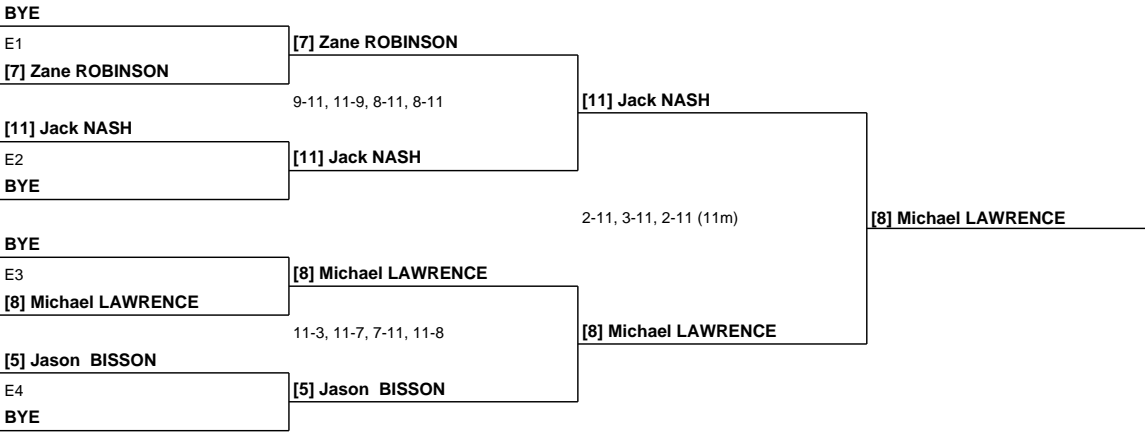 BYE
E1
[7] Zane ROBINSON
[7] Zane ROBINSON
9-11, 11-9, 8-11, 8-11
[11] Jack NASH
[11] Jack NASH
E2
[11] Jack NASH
BYE
2-11, 3-11, 2-11 (11m)
[8] Michael LAWRENCE
BYE
E3
[8] Michael LAWRENCE
[8] Michael LAWRENCE
11-3, 11-7, 7-11, 11-8
[8] Michael LAWRENCE
[5] Jason  BISSON
E4
[5] Jason  BISSON
BYE